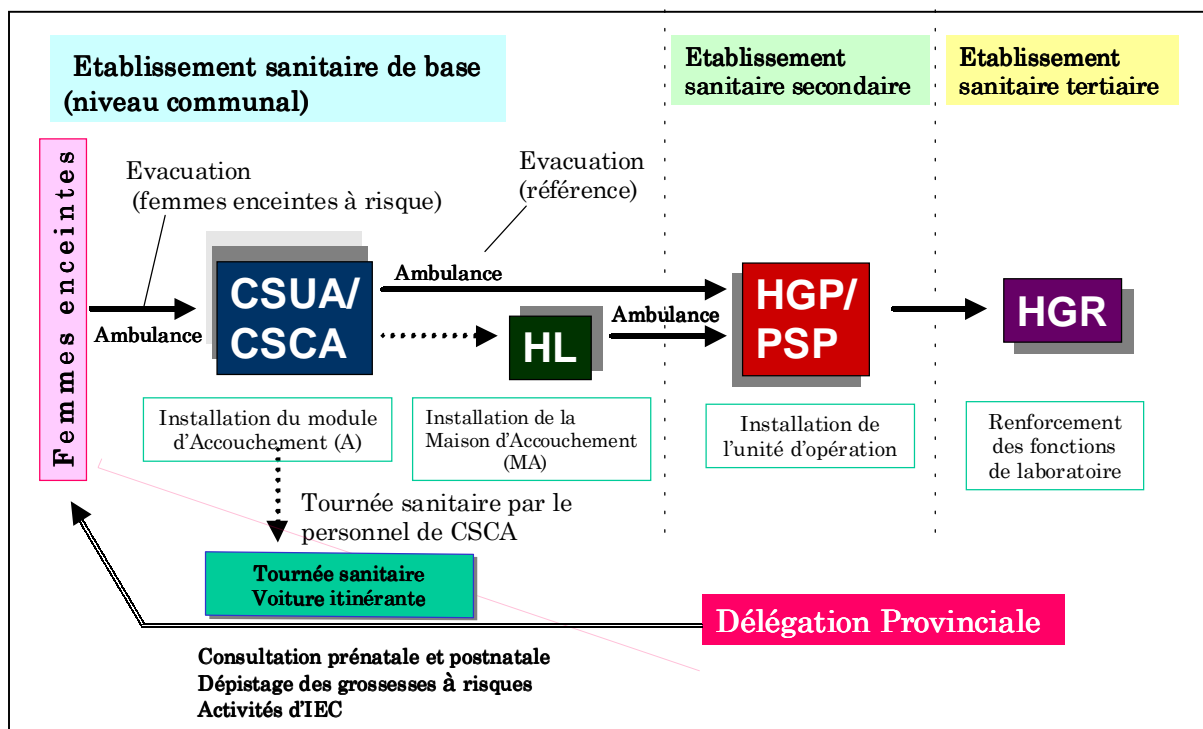 Etablissement sanitaire de base
(niveau communal)
Etablissement
sanitaire secondaire
Etablissement
sanitaire tertiaire
Femmes enceintes
Evacuation
(femmes enceintes à risque)
Evacuation
(référence)
Ambulance
CSUA/
CSCA
Ambulance
HL
Ambulance
HGP/
PSP
HGR
Installation du module
d'Accouchement (A)
Installation de la
Maison d'Accouchement
(MA)
Installation de
l'unité d'opération
Renforcement
des fonctions
de laboratoire
Tournée sanitaire par le
personnel de CSCA
Tournée sanitaire
Voiture itinérante
Délégation Provinciale
Consultation prénatale et postnatale
Dépistage des grossesses à risques
Activités d'IEC